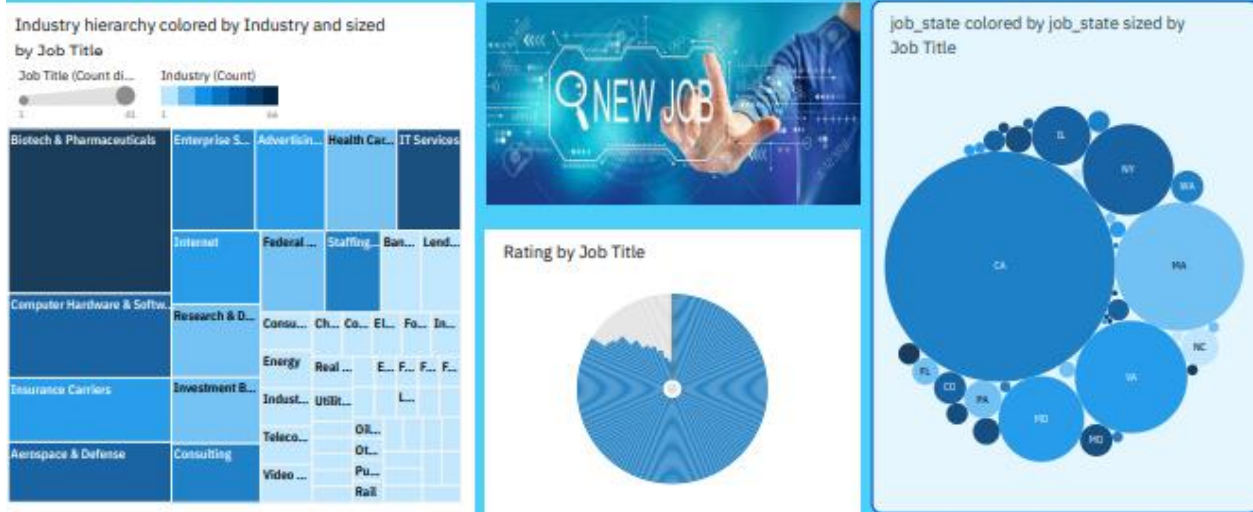 Industry hierarchy colored by Industry and sized
by Job Title
Job Title (Count di...
Industry (Count)
1
41
1
66
Biotech & Pharmaceuticals
Enterprise S...
Advertisin...
Health Car...
IT Services
Internet
Federal ...
Staffing...
Ban...
Lend...
Computer Hardware & Softw...
Research & D...
Consu...
Ch...
Co...
El...
Fo...
In...
Energy
Real ...
E...
F...
F...
F...
Insurance Carriers
Investment B...
Indust...
Utilit...
L...
Teleco...
Oil...
Ot...
Aerospace & Defense
Consulting
Video ...
Pu...
Rail
NEW JOB
Rating by Job Title
job_state colored by job_state sized by
Job Title
IL
NY
WA
CA
MA
NC
VA
FL
CO
PA
MD
MO